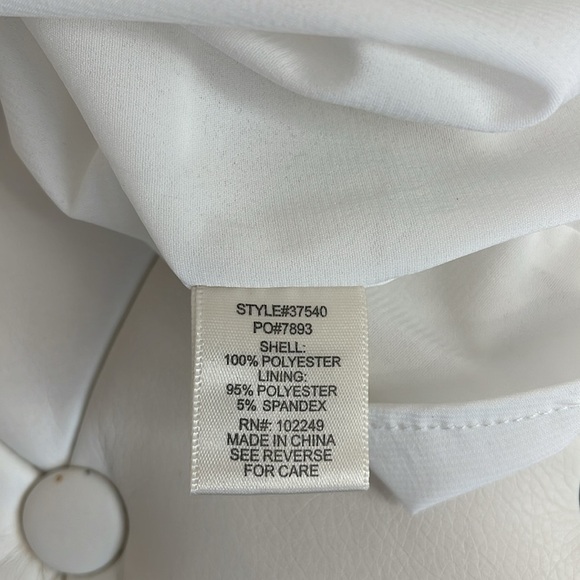 STYLE#37540
PO#7893
SHELL:
100% POLYESTER
LINING:
95% POLYESTER
5% SPANDEX
RN#: 102249
MADE IN CHINA
SEE REVERSE
FOR CARE